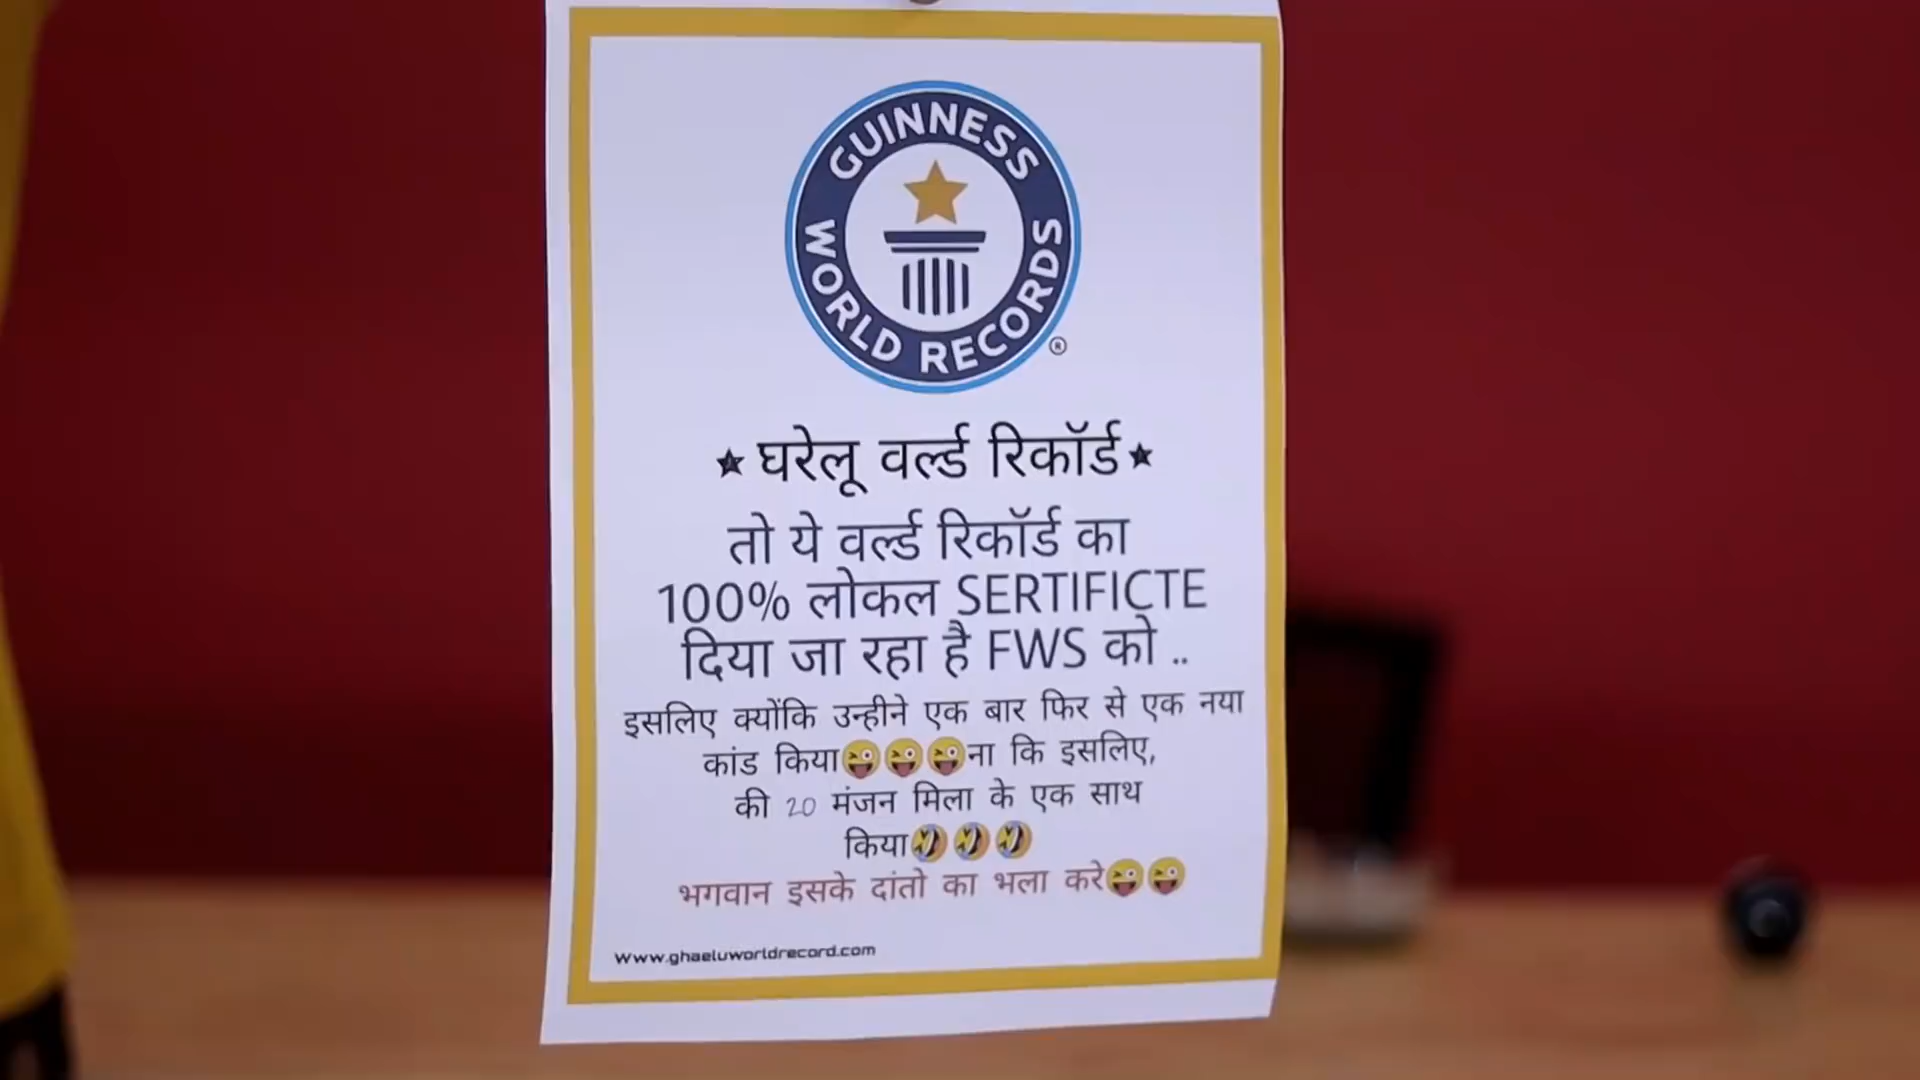 GUINNESS
WORLD RECORDS
®
★ घरेलू वर्ल्ड रिकॉर्ड ★
तो ये वर्ल्ड रिकॉर्ड का
100% लोकल SERTIFICTE
दिया जा रहा है FWS को ..
इसलिए क्योंकि उन्हीने एक बार फिर से एक नया
कांड किया😜😜😜ना कि इसलिए,
की 20 मंजन मिला के एक साथ
किया🤣🤣🤣
भगवान इसके दांतो का भला करे😜😜
www.ghaeluworldrecord.com